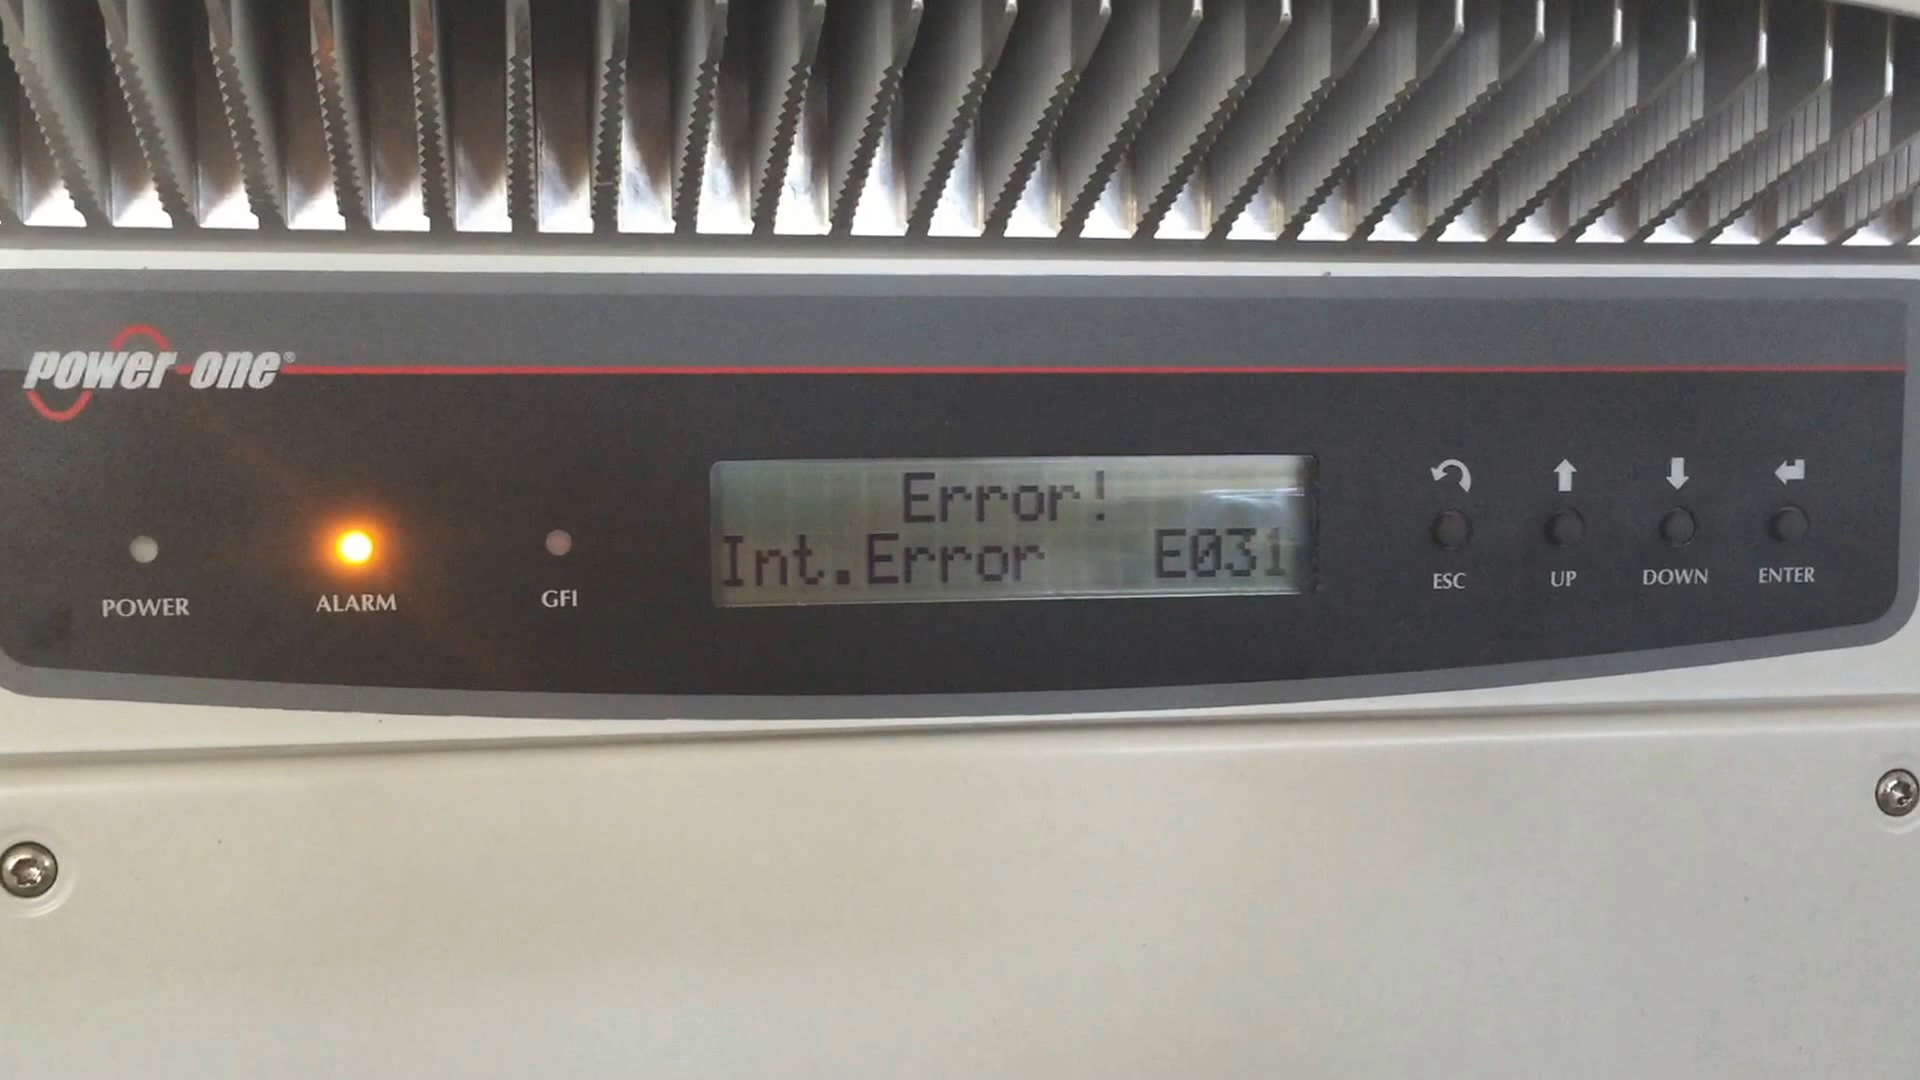 power-one®
Error!
Int.Error E031
POWER
ALARM
GFI
ESC
UP
DOWN
ENTER